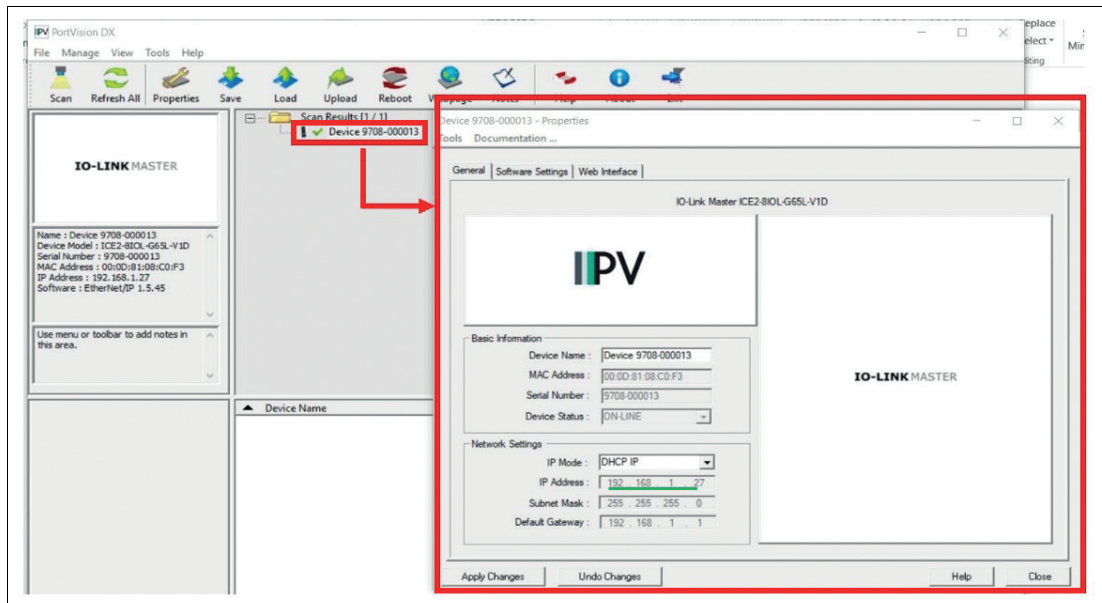 PV PortVision DX
File Manage View Tools Help
Scan Refresh All Properties Save Load Upload Reboot Help
IO-LINK MASTER
Name : Device 9708-000013
Device Model : ICE2-8IOL-G65L-V1D
Serial Number : 9708-000013
MAC Address : 00:0D:81:08:C0:F3
IP Address : 192.168.1.27
Software : EtherNet/IP 1.5.45
Use menu or toolbar to add notes in
this area.
Scan Results [1 / 1]
Device 9708-000013
Device Name
Device 9708-000013 - Properties
Tools Documentation ...
General Software Settings Web Interface
IO-Link Master ICE2-8IOL-G65L-V1D
PV
Basic Information
Device Name : Device 9708-000013
MAC Address : 00:0D:81:08:C0:F3
Serial Number : 9708-000013
Device Status : ON-LINE
Network Settings
IP Mode : DHCP IP
IP Address : 192 . 168 . 1 . 27
Subnet Mask : 255 . 255 . 255 . 0
Default Gateway : 192 . 168 . 1 . 1
IO-LINK MASTER
Apply Changes Undo Changes Help Close